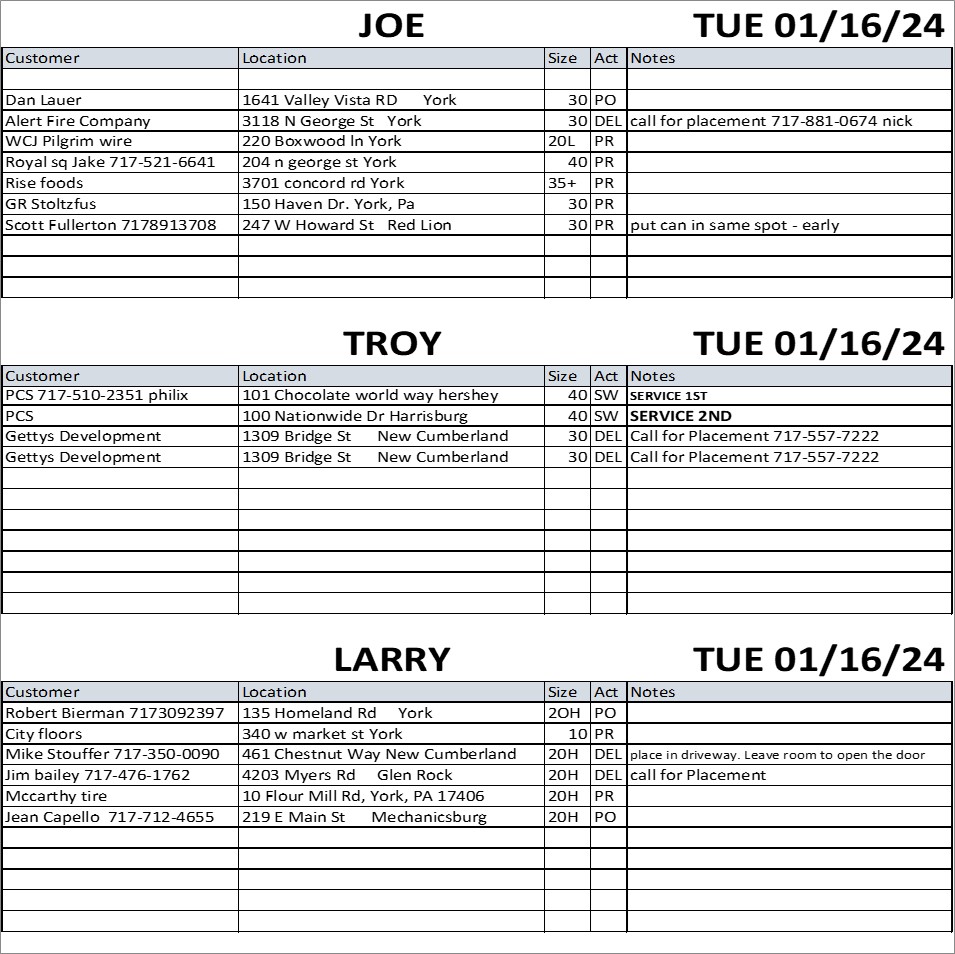 JOE TUE 01/16/24
Customer Location Size Act Notes
Dan Lauer 1641 Valley Vista RD York 30 PO
Alert Fire Company 3118 N George St York 30 DEL call for placement 717-881-0674 nick
WCJ Pilgrim wire 220 Boxwood ln York 20L PR
Royal sq Jake 717-521-6641 204 n george st York 40 PR
Rise foods 3701 concord rd York 35+ PR
GR Stoltzfus 150 Haven Dr. York, Pa 30 PR
Scott Fullerton 7178913708 247 W Howard St Red Lion 30 PR put can in same spot - early
TROY TUE 01/16/24
Customer Location Size Act Notes
PCS 717-510-2351 philix 101 Chocolate world way hershey 40 SW SERVICE 1ST
PCS 100 Nationwide Dr Harrisburg 40 SW SERVICE 2ND
Gettys Development 1309 Bridge St New Cumberland 30 DEL Call for Placement 717-557-7222
Gettys Development 1309 Bridge St New Cumberland 30 DEL Call for Placement 717-557-7222
LARRY TUE 01/16/24
Customer Location Size Act Notes
Robert Bierman 7173092397 135 Homeland Rd York 2OH PO
City floors 340 w market st York 10 PR
Mike Stouffer 717-350-0090 461 Chestnut Way New Cumberland 20H DEL place in driveway. Leave room to open the door
Jim bailey 717-476-1762 4203 Myers Rd Glen Rock 20H DEL call for Placement
Mccarthy tire 10 Flour Mill Rd, York, PA 17406 20H PR
Jean Capello 717-712-4655 219 E Main St Mechanicsburg 20H PO